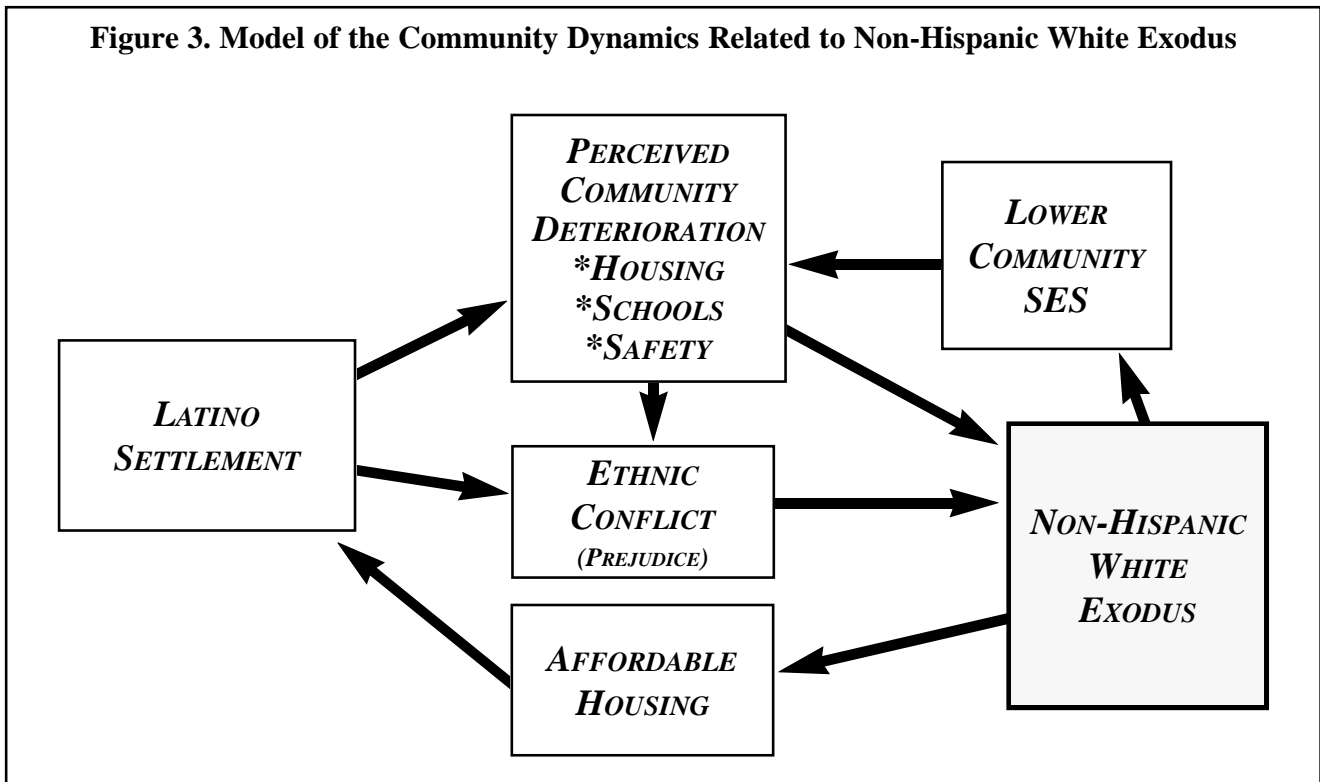 Figure 3. Model of the Community Dynamics Related to Non-Hispanic White Exodus
PERCEIVED
COMMUNITY
DETERIORATION
*HOUSING
*SCHOOLS
*SAFETY
LOWER
COMMUNITY
SES
LATINO
SETTLEMENT
ETHNIC
CONFLICT
(PREJUDICE)
NON-HISPANIC
WHITE
EXODUS
AFFORDABLE
HOUSING